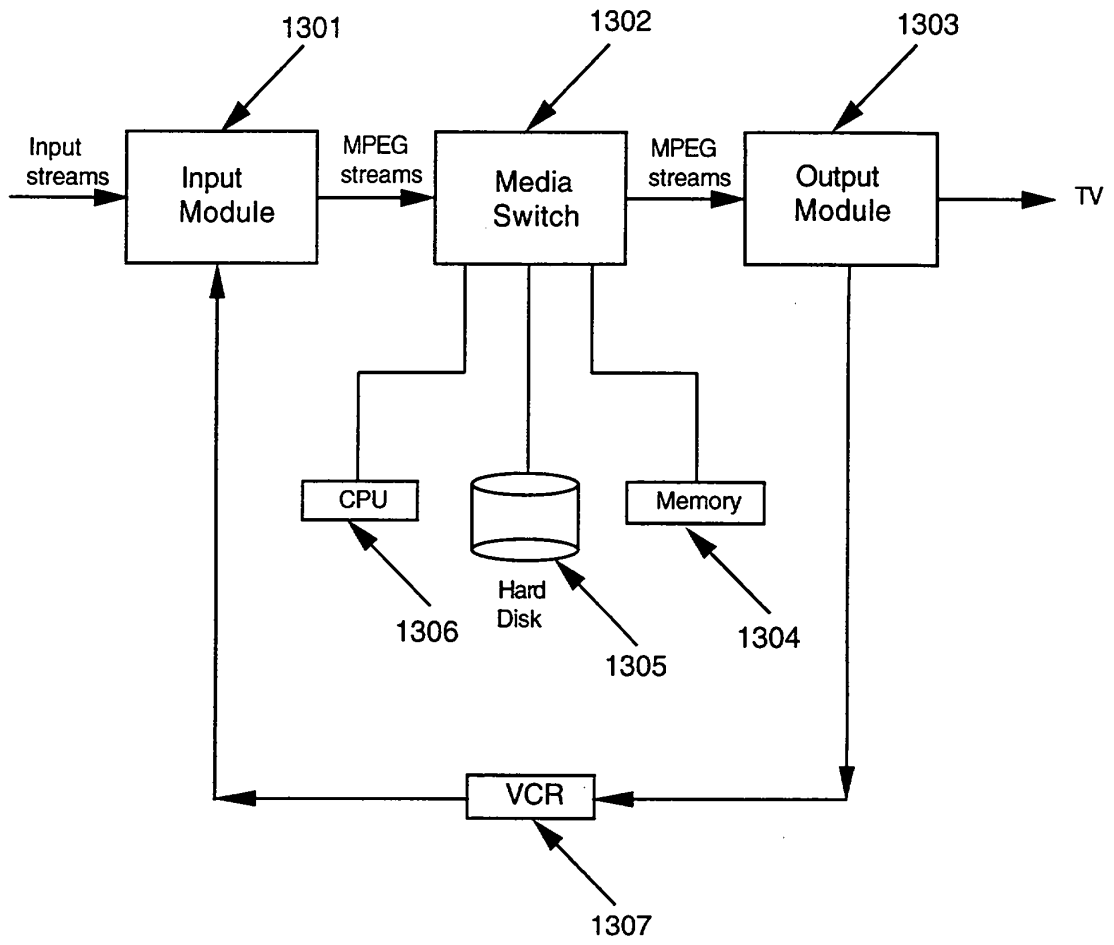 1301
1302
1303
Input
streams
Input
Module
MPEG
streams
Media
Switch
MPEG
streams
Output
Module
TV
CPU
Memory
Hard
Disk
1306
1305
1304
VCR
1307